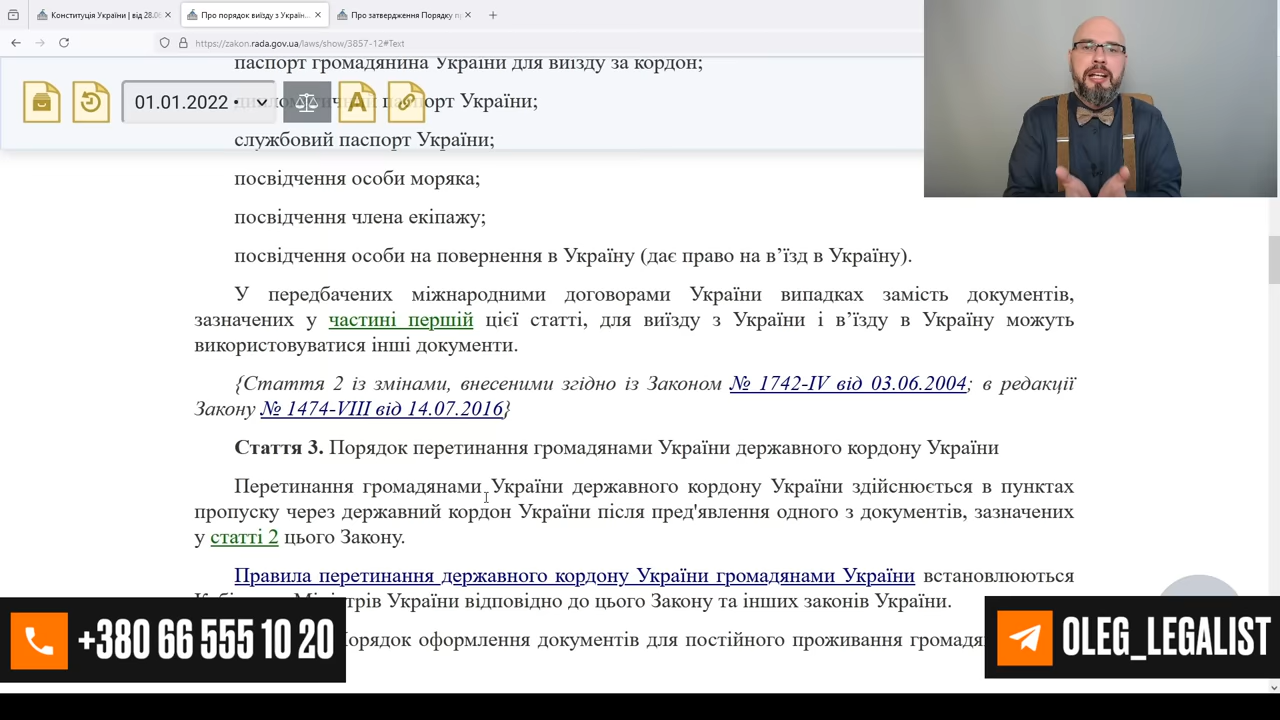 Конституція України | від 28.06
Про порядок виїзду з Україн
Про затвердження Порядку п
https://zakon.rada.gov.ua/laws/show/3857-12#Text
паспорт громадянина України для виїзду за кордон;
01.01.2022 •
паспорт України;
службовий паспорт України;
посвідчення особи моряка;
посвідчення члена екіпажу;
посвідчення особи на повернення в Україну (дає право на в’їзд в Україну).
У передбачених міжнародними договорами України випадках замість документів,
зазначених у частині першій цієї статті, для виїзду з України і в’їзду в Україну можуть
використовуватися інші документи.
{Стаття 2 із змінами, внесеними згідно із Законом № 1742-IV від 03.06.2004; в редакції
Закону № 1474-VIII від 14.07.2016}
Стаття 3. Порядок перетинання громадянами України державного кордону України
Перетинання громадянами України державного кордону України здійснюється в пунктах
пропуску через державний кордон України після пред'явлення одного з документів, зазначених
у статті 2 цього Закону.
Правила перетинання державного кордону України громадянами України встановлюються
України відповідно до цього Закону та інших законів України.
Порядок оформлення документів для постійного проживання
+380 66 555 10 20
OLEG_LEGALIST